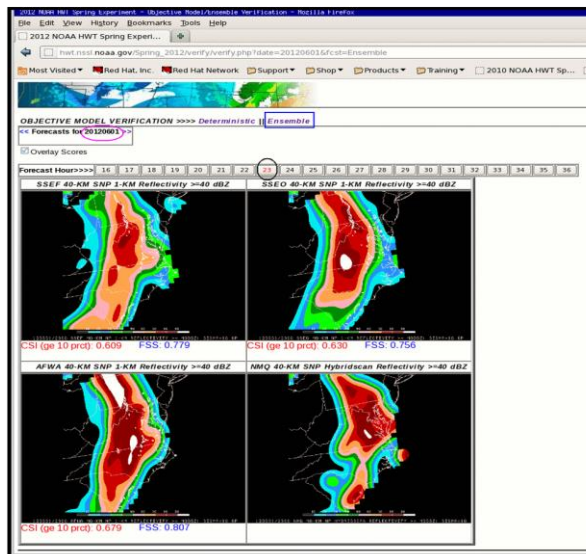 2012 NOAA HWT Spring Experiment - Objective Model/Ensemble Verification - Mozilla Firefox
File Edit View History Bookmarks Tools Help
2012 NOAA HWT Spring Experi...
hwt.nssl.noaa.gov/Spring_2012/verify/verify.php?date=20120601&fcst=Ensemble
Most Visited Red Hat, Inc. Red Hat Network Support Shop Products Training 2010 NOAA HWT Sp...
OBJECTIVE MODEL VERIFICATION >>>> Deterministic || Ensemble
<< Forecasts for 20120601 >>
Overlay Scores
Forecast Hour>>>> 16 17 18 19 20 21 22 23 24 25 26 27 28 29 30 31 32 33 34 35 36
SSEF 40-KM SNP 1-KM Reflectivity >=40 dBZ
SSEO 40-KM SNP 1-KM Reflectivity >=40 dBZ
CSI (ge 10 prct): 0.609 FSS: 0.779
CSI (ge 10 prct): 0.630 FSS: 0.756
AFWA 40-KM SNP 1-KM Reflectivity >=40 dBZ
NMQ 40-KM SNP Hybridscan Reflectivity >=40 dBZ
CSI (ge 10 prct): 0.679 FSS: 0.807